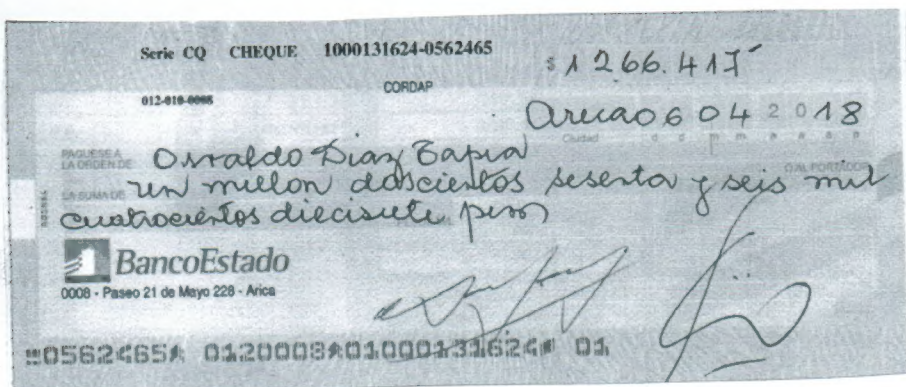 Serie CQ CHEQUE 1000131624-0562465
$ 1266.417
CORDAP
012-010-0008
Arica 06 04 2018
Ciudad d d m m a a a a
PAGUESE A LA ORDEN DE Osvaldo Diaz Tapia
O AL PORTADOR
LA SUMA DE un millon doscientos sesenta y seis mil
cuatrocientos diecisiete pesos
BancoEstado
0008 - Paseo 21 de Mayo 228 - Arica
0562465 0120008 01000131624 01